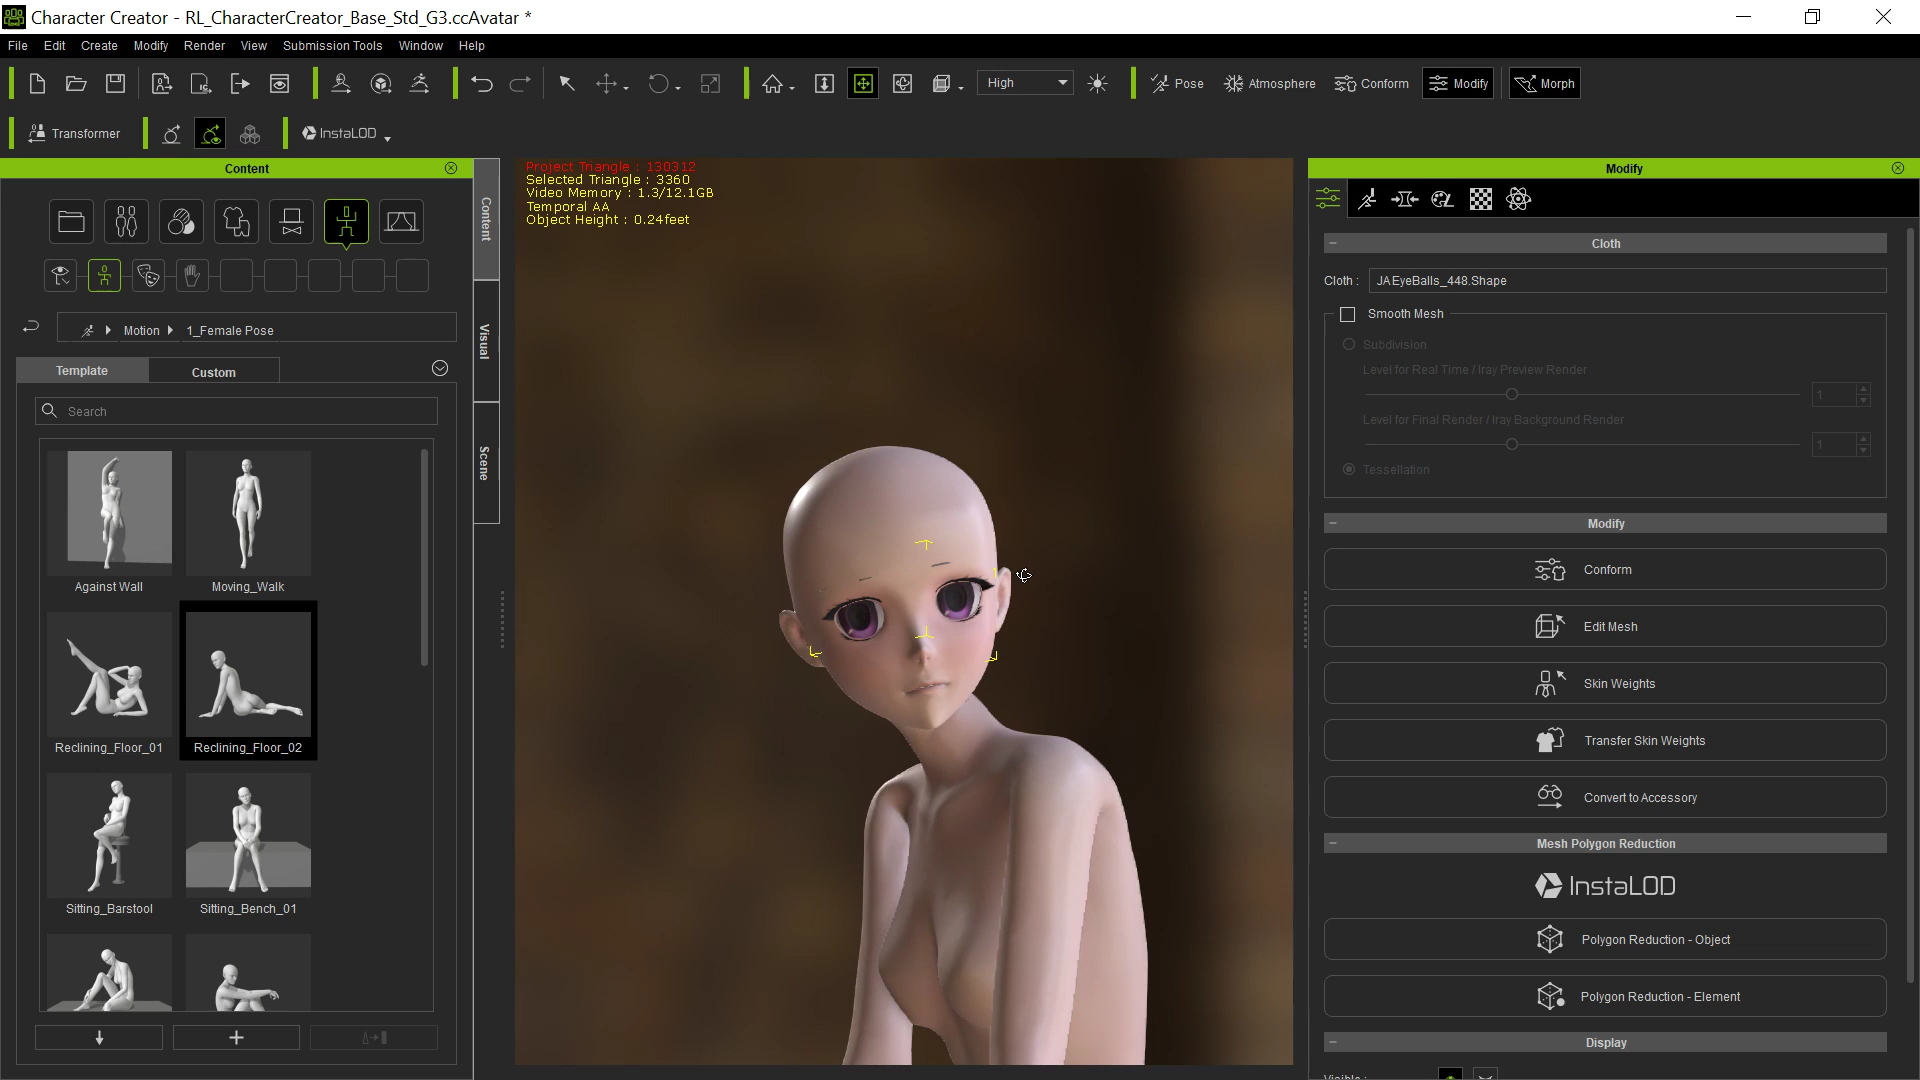 Character Creator - RL_CharacterCreator_Base_Std_G3.ccAvatar *
File Edit Create Modify Render View Submission Tools Window Help
High Pose Atmosphere Conform Modify Morph
Transformer InstaLOD
Content
Content
Visual
Scene
Motion 1_Female Pose
Template Custom
Search
Against Wall Moving_Walk
Reclining_Floor_01 Reclining_Floor_02
Sitting_Barstool Sitting_Bench_01
Project Triangle : 130312
Selected Triangle : 3360
Video Memory : 1.3/12.1GB
Temporal AA
Object Height : 0.24feet
Modify
Cloth
Cloth : JAEyeBalls_448.Shape
Smooth Mesh
Subdivision
Level for Real Time / Iray Preview Render
1
Level for Final Render / Iray Background Render
1
Tessellation
Modify
Conform
Edit Mesh
Skin Weights
Transfer Skin Weights
Convert to Accessory
Mesh Polygon Reduction
InstaLOD
Polygon Reduction - Object
Polygon Reduction - Element
Display